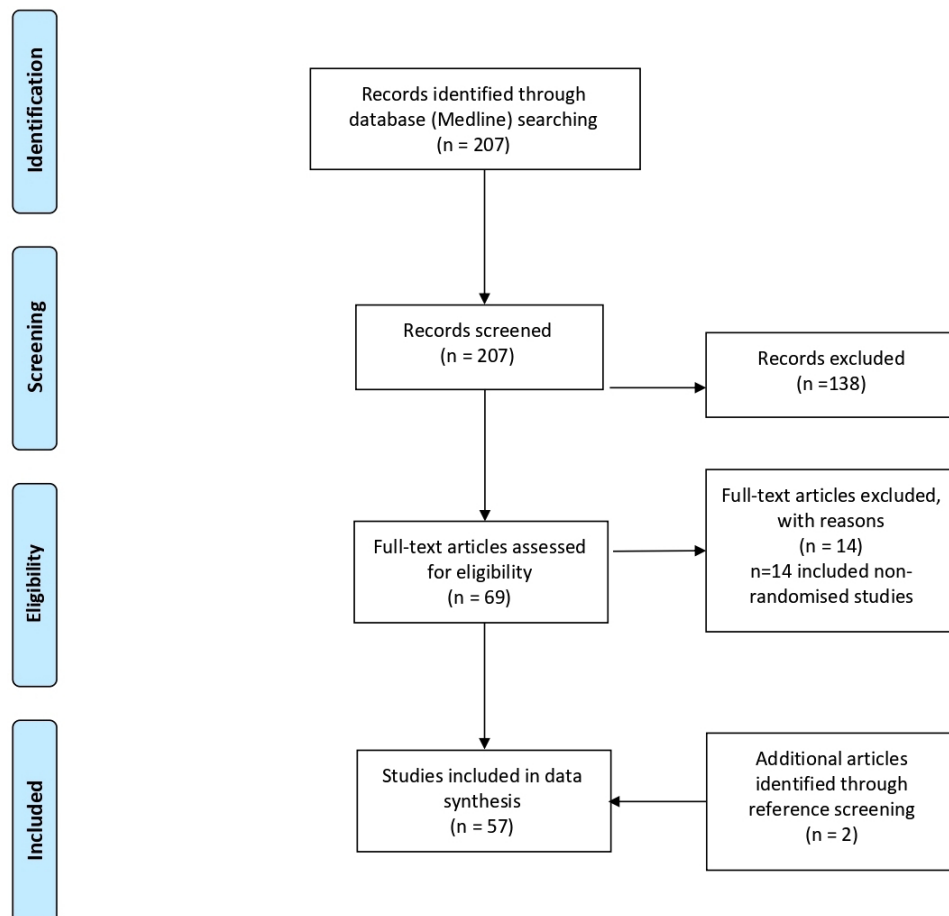 Identification
Records identified through
database (Medline) searching
(n = 207)
Screening
Records screened
(n = 207)
Records excluded
(n =138)
Eligibility
Full-text articles assessed
for eligibility
(n = 69)
Full-text articles excluded,
with reasons
(n = 14)
n=14 included non-
randomised studies
Included
Studies included in data
synthesis
(n = 57)
Additional articles
identified through
reference screening
(n = 2)